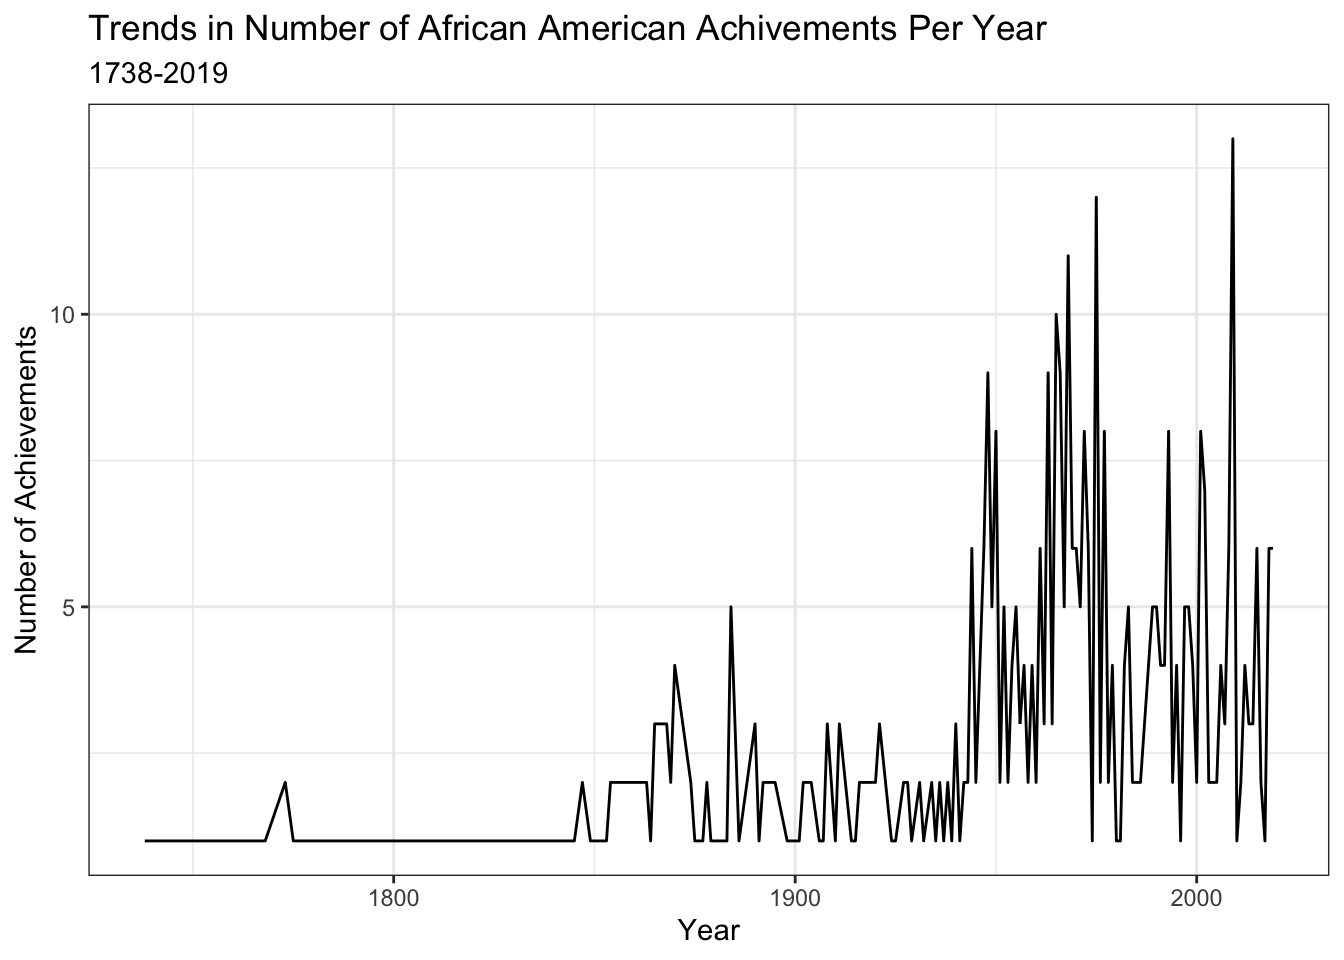 Trends in Number of African American Achivements Per Year
1738-2019
Number of Achievements
10
5
1800
1900
2000
Year